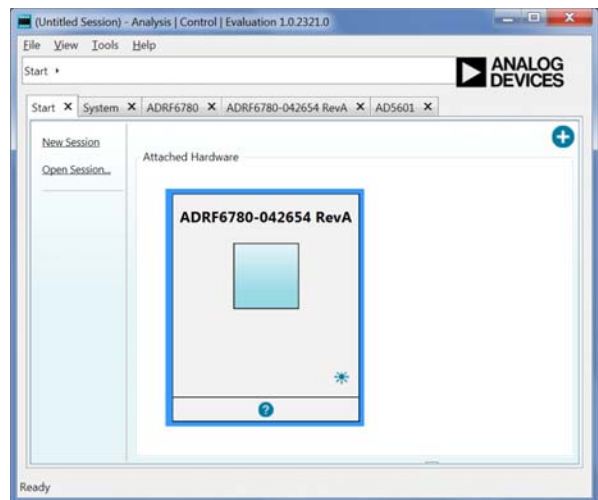 (Untitled Session) - Analysis | Control | Evaluation 1.0.2321.0
File View Tools Help
Start
ANALOG
DEVICES
Start System ADRF6780 ADRF6780-042654 RevA AD5601
New Session
Open Session...
Attached Hardware
ADRF6780-042654 RevA
Ready